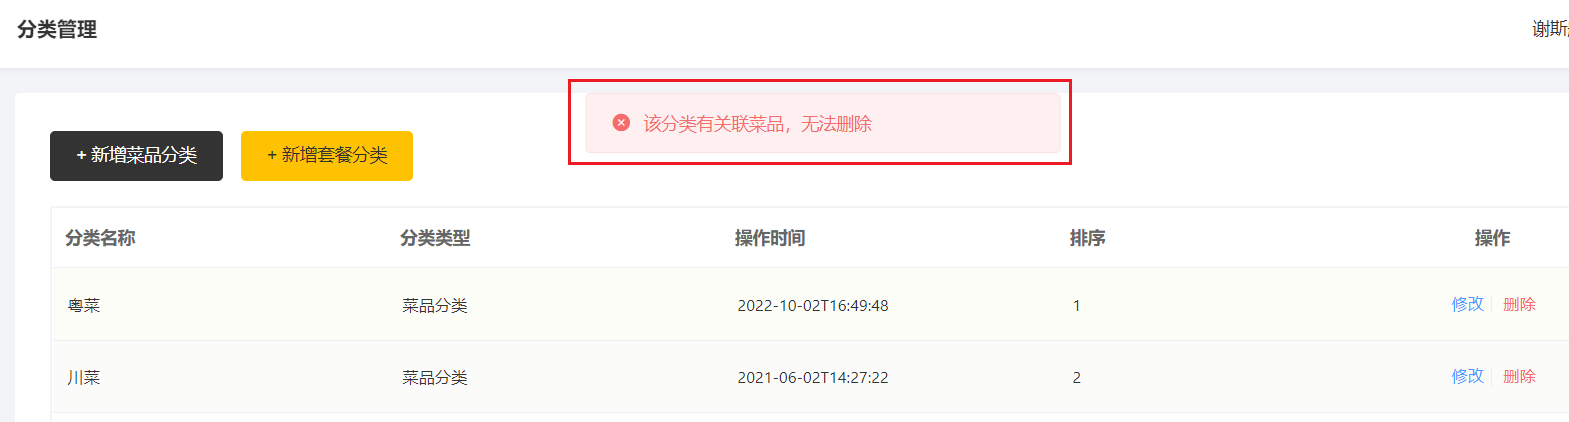 分类管理
谢斯
该分类有关联菜品，无法删除
+ 新增菜品分类
+ 新增套餐分类
分类名称 分类类型 操作时间 排序 操作
粤菜 菜品分类 2022-10-02T16:49:48 1 修改 删除
川菜 菜品分类 2021-06-02T14:27:22 2 修改 删除